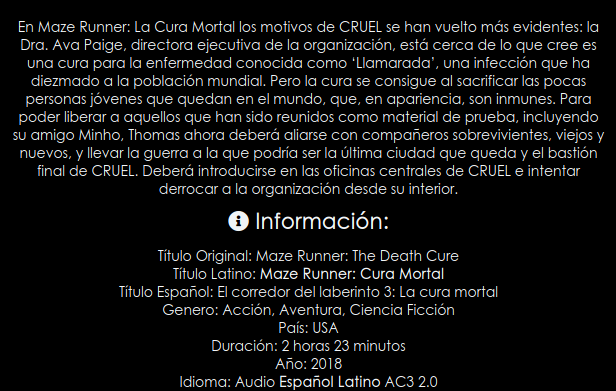 En Maze Runner: La Cura Mortal los motivos de CRUEL se han vuelto más evidentes: la
Dra. Ava Paige, directora ejecutiva de la organización, está cerca de lo que cree es
una cura para la enfermedad conocida como ‘Llamarada’, una infección que ha
diezmado a la población mundial. Pero la cura se consigue al sacrificar las pocas
personas jóvenes que quedan en el mundo, que, en apariencia, son inmunes. Para
poder liberar a aquellos que han sido reunidos como material de prueba, incluyendo
su amigo Minho, Thomas ahora deberá aliarse con compañeros sobrevivientes, viejos y
nuevos, y llevar la guerra a la que podría ser la última ciudad que queda y el bastión
final de CRUEL. Deberá introducirse en las oficinas centrales de CRUEL e intentar
derrocar a la organización desde su interior.
Información:
Título Original: Maze Runner: The Death Cure
Título Latino: Maze Runner: Cura Mortal
Título Español: El corredor del laberinto 3: La cura mortal
Genero: Acción, Aventura, Ciencia Ficción
País: USA
Duración: 2 horas 23 minutos
Año: 2018
Idioma: Audio Español Latino AC3 2.0